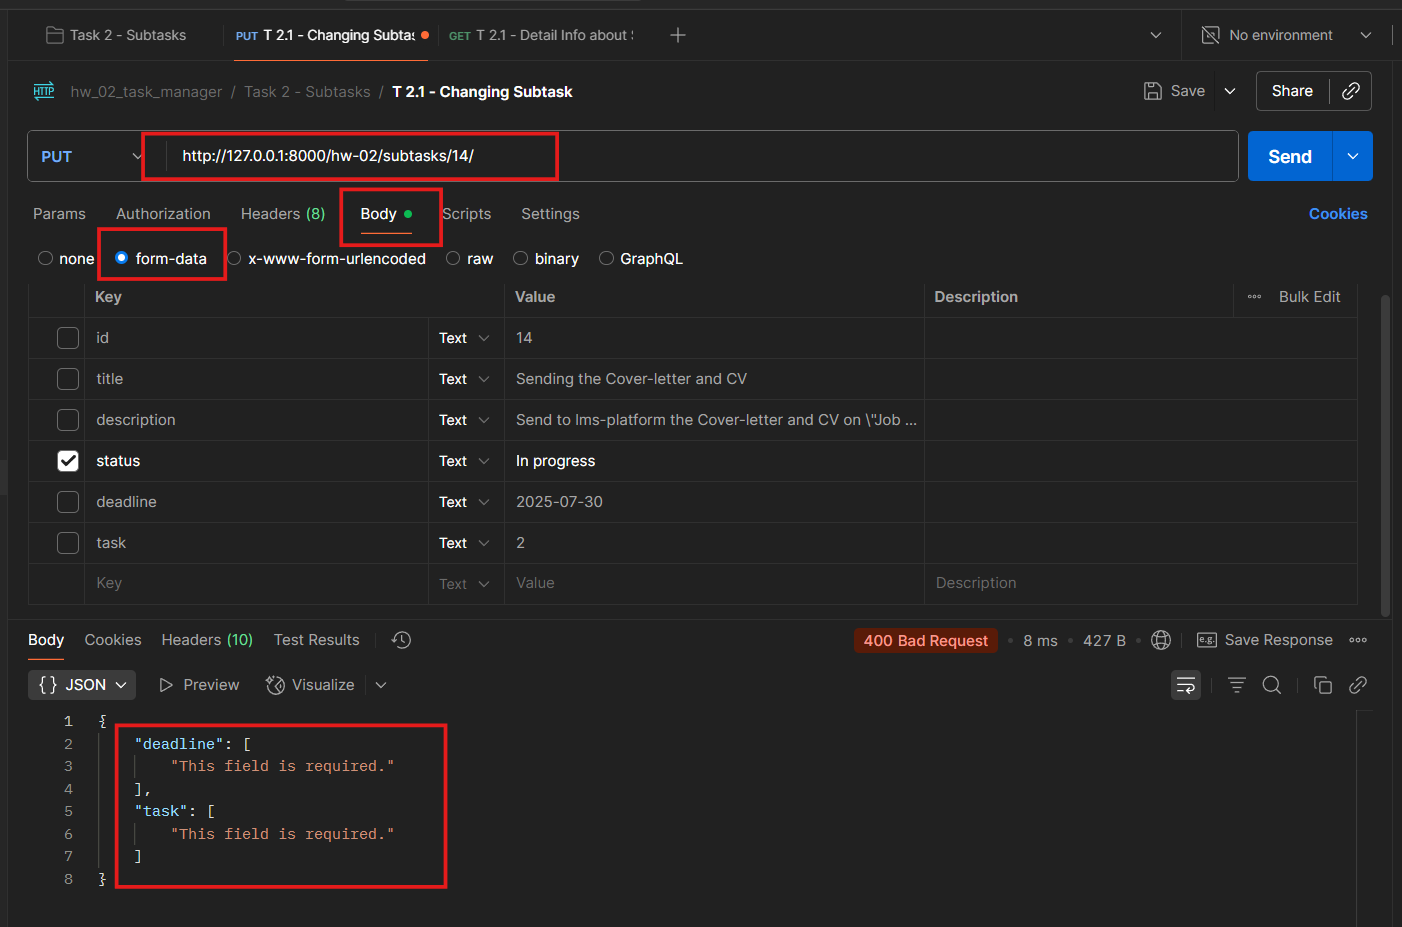 Task 2 - Subtasks
PUT T 2.1 - Changing Subtas
GET T 2.1 - Detail Info about
No environment
HTTP hw_02_task_manager / Task 2 - Subtasks / T 2.1 - Changing Subtask
Save
Share
PUT http://127.0.0.1:8000/hw-02/subtasks/14/
Send
Params Authorization Headers (8) Body Scripts Settings Cookies
none form-data x-www-form-urlencoded raw binary GraphQL
Key Value Description Bulk Edit
id Text 14
title Text Sending the Cover-letter and CV
description Text Send to lms-platform the Cover-letter and CV on \"Job ...
status Text In progress
deadline Text 2025-07-30
task Text 2
Key Text Value Description
Body Cookies Headers (10) Test Results 400 Bad Request • 8 ms • 427 B • e.g. Save Response
{} JSON Preview Visualize
1 {
2 "deadline": [
3 "This field is required."
4 ],
5 "task": [
6 "This field is required."
7 ]
8 }